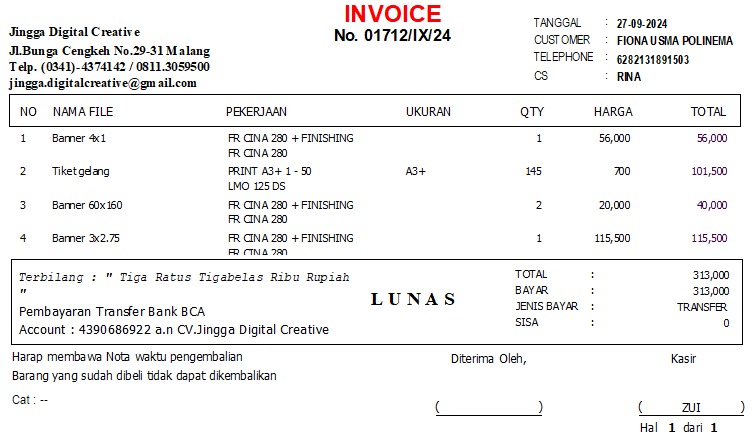 INVOICE
No. 01712/IX/24
Jingga Digital Creative
Jl.Bunga Cengkeh No.29-31 Malang
Telp. (0341)-4374142 / 0811.3059500
jingga.digitalcreative@gmail.com
TANGGAL : 27-09-2024
CUSTOMER : FIONA USMA POLINEMA
TELEPHONE : 6282131891503
CS : RINA
NO NAMA FILE PEKERJAAN UKURAN QTY HARGA TOTAL
1 Banner 4x1 FR CINA 280 + FINISHING 1 56,000 56,000
FR CINA 280
2 Tiket gelang PRINT A3+ 1 - 50 A3+ 145 700 101,500
LMO 125 DS
3 Banner 60x160 FR CINA 280 + FINISHING 2 20,000 40,000
FR CINA 280
4 Banner 3x2.75 FR CINA 280 + FINISHING 1 115,500 115,500
FR CINA 280
Terbilang : " Tiga Ratus Tigabelas Ribu Rupiah
"
Pembayaran Transfer Bank BCA
Account : 4390686922 a.n CV.Jingga Digital Creative
L U N A S
TOTAL : 313,000
BAYAR : 313,000
JENIS BAYAR : TRANSFER
SISA : 0
Harap membawa Nota waktu pengembalian
Barang yang sudah dibeli tidak dapat dikembalikan
Cat : --
Diterima Oleh,
( )
Kasir
( ZUI )
Hal 1 dari 1